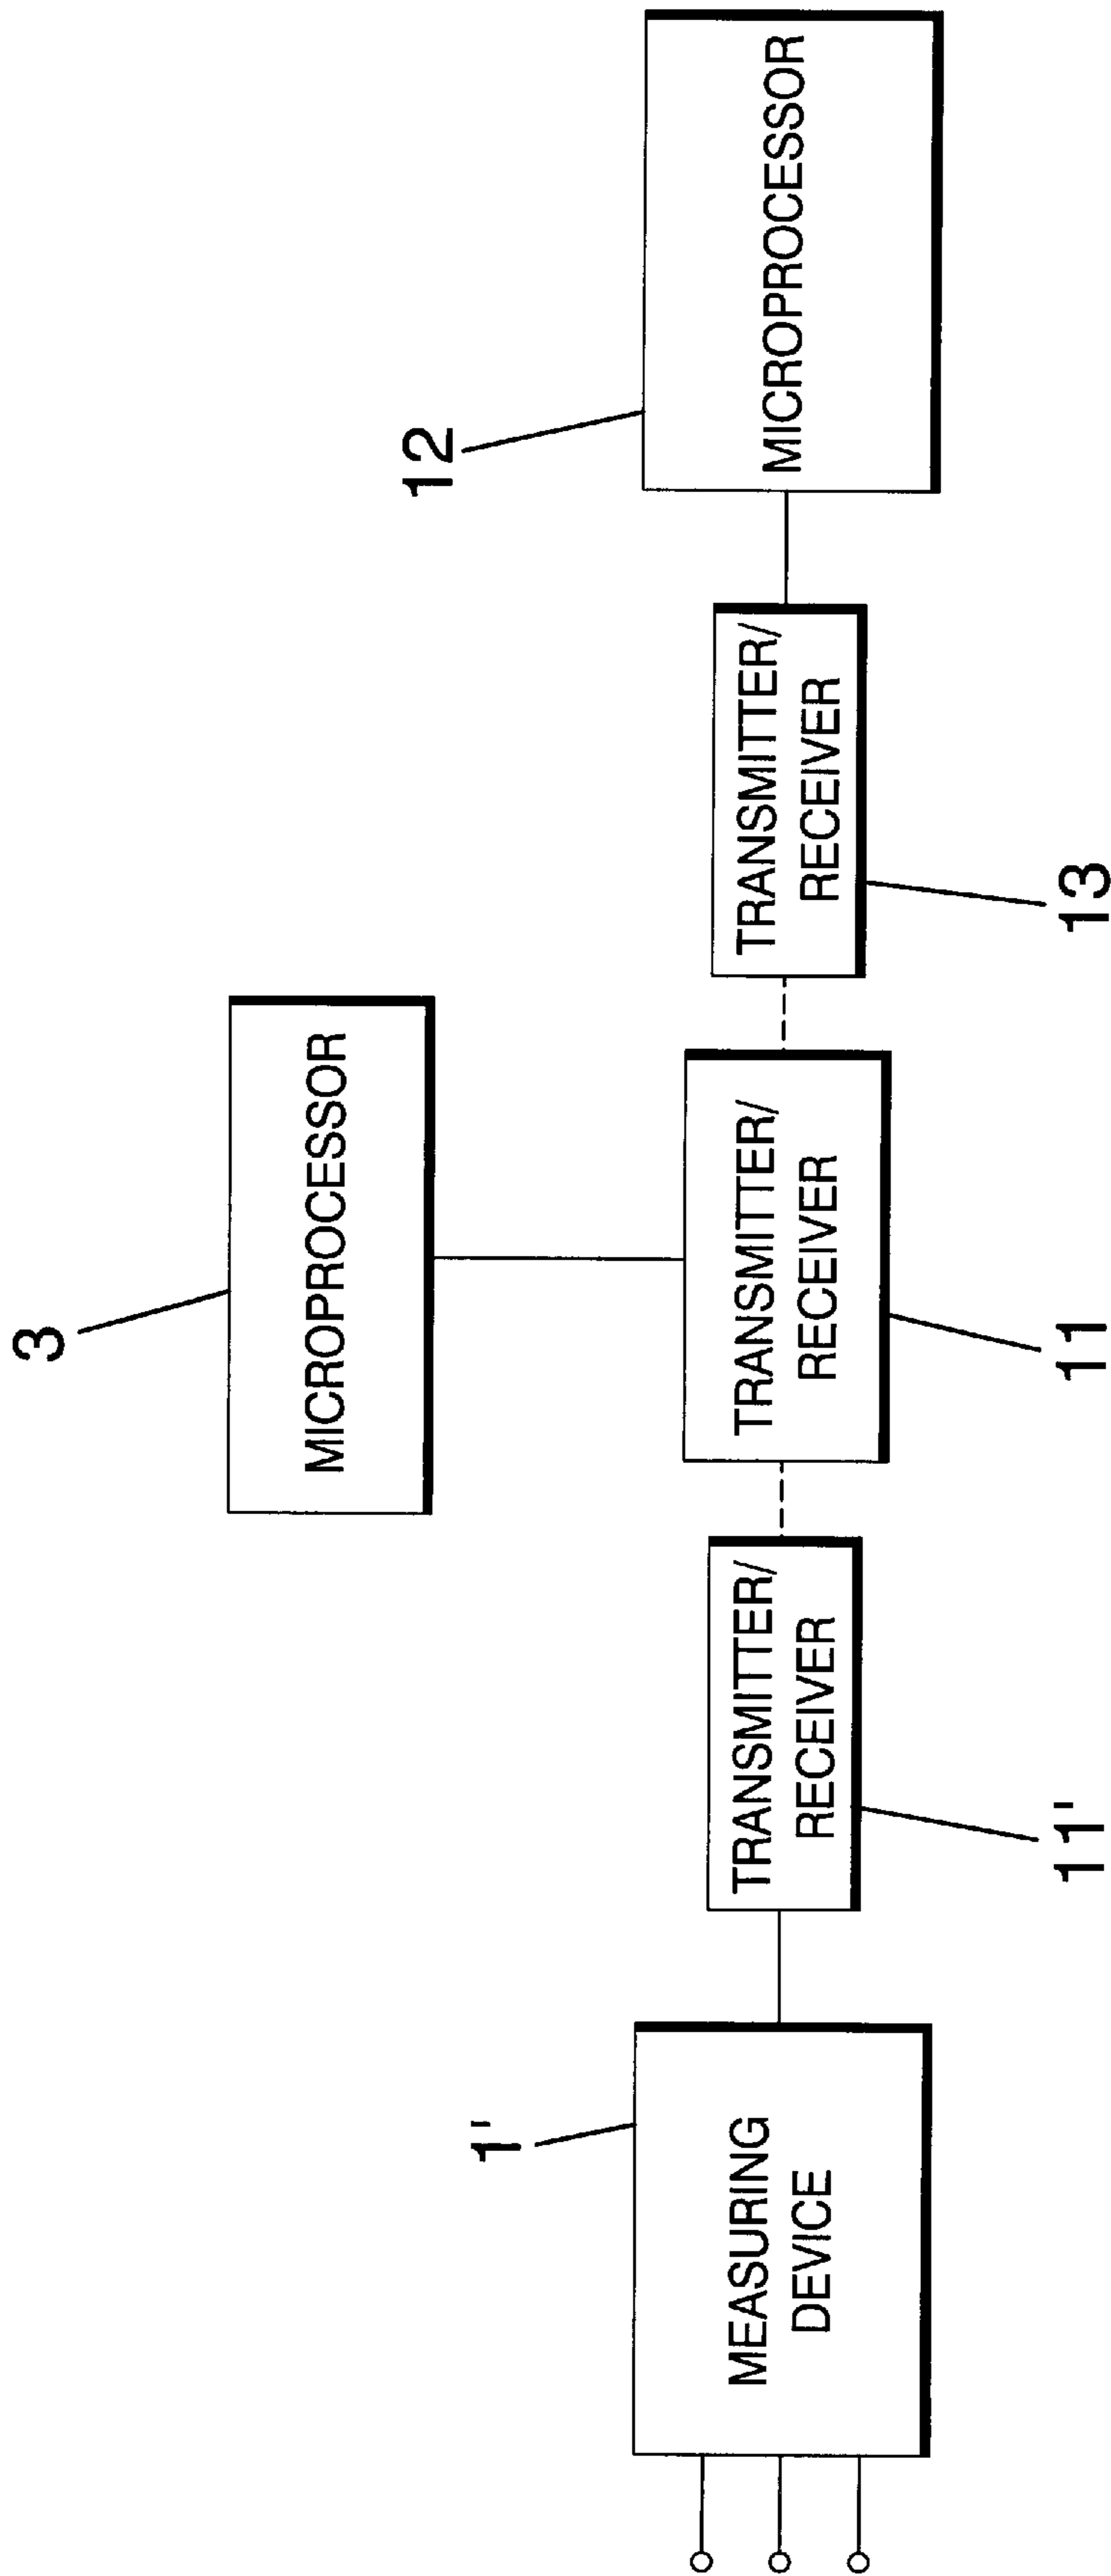 3
MICROPROCESSOR
12
MICROPROCESSOR
1'
MEASURING
DEVICE
TRANSMITTER/
RECEIVER
11'
TRANSMITTER/
RECEIVER
11
TRANSMITTER/
RECEIVER
13